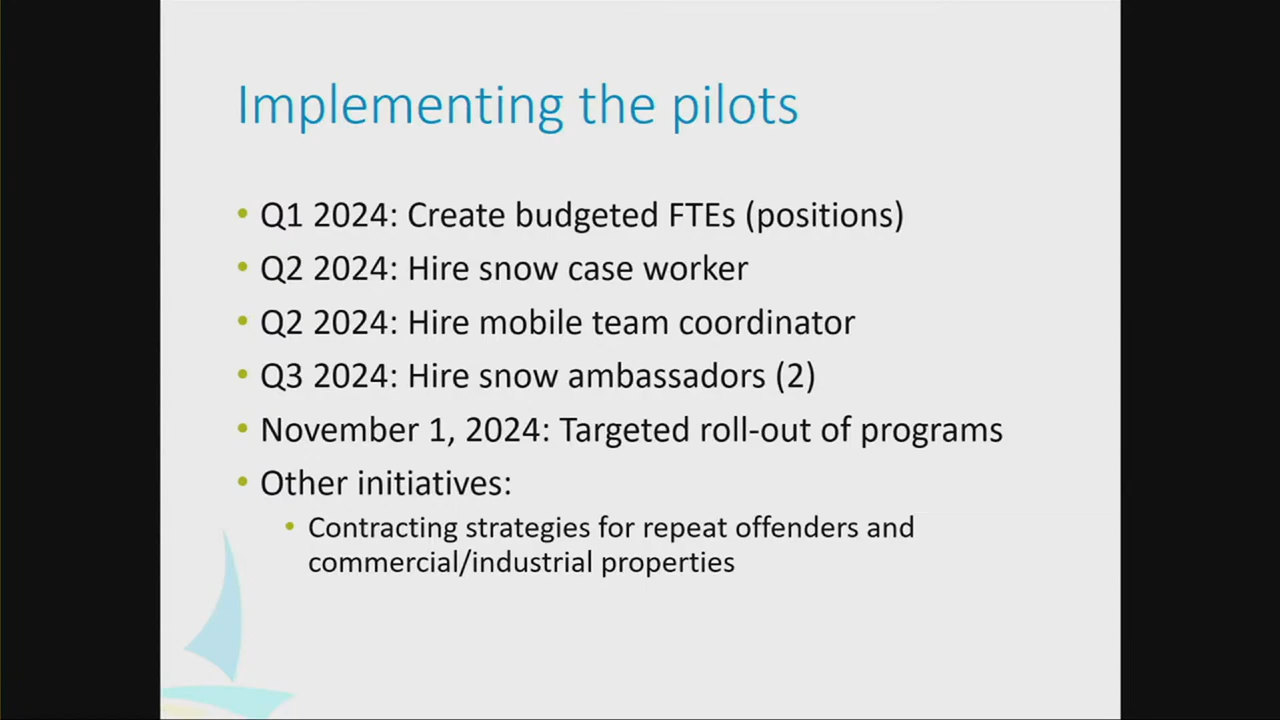 Implementing the pilots
• Q1 2024: Create budgeted FTEs (positions)
• Q2 2024: Hire snow case worker
• Q2 2024: Hire mobile team coordinator
• Q3 2024: Hire snow ambassadors (2)
• November 1, 2024: Targeted roll-out of programs
• Other initiatives:
• Contracting strategies for repeat offenders and
commercial/industrial properties